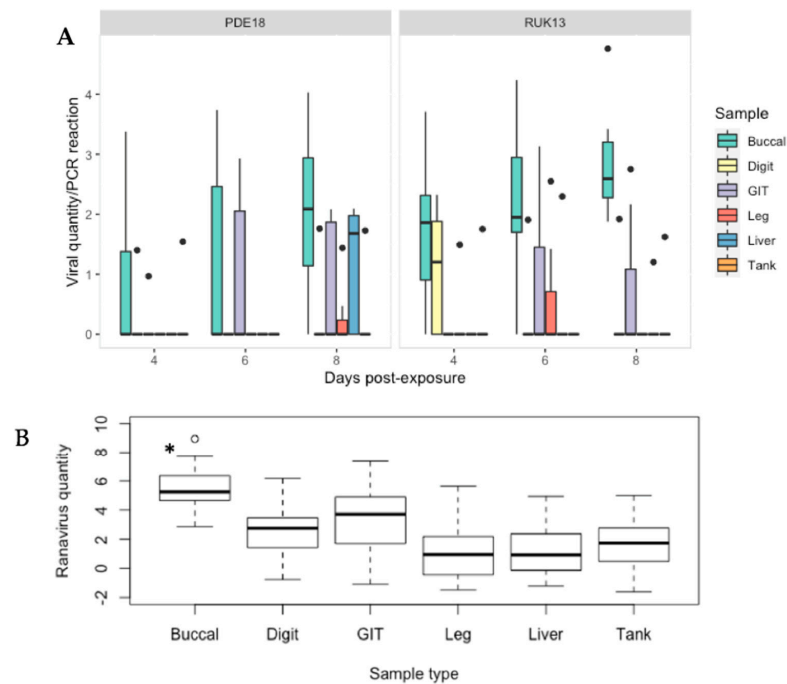 A
PDE18
RUK13
Viral quantity/PCR reaction
4
3
2
1
0
4
6
8
4
6
8
Days post-exposure
Sample
Buccal
Digit
GIT
Leg
Liver
Tank
B
Ranavirus quantity
10
8
6
4
2
0
-2
*
Buccal
Digit
GIT
Leg
Liver
Tank
Sample type